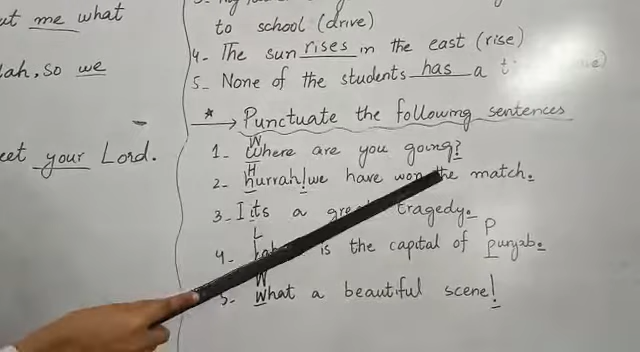 ut me what
lah, so we
eet your Lord.
to school (drive)
4. The sun rises in the east (rise)
5. None of the students has a
* → Punctuate the following sentences
1. Where are you going?
2. Hurrah! we have won the match.
3. Its a great tragedy.
4. is the capital of Punjab.
5. What a beautiful scene!